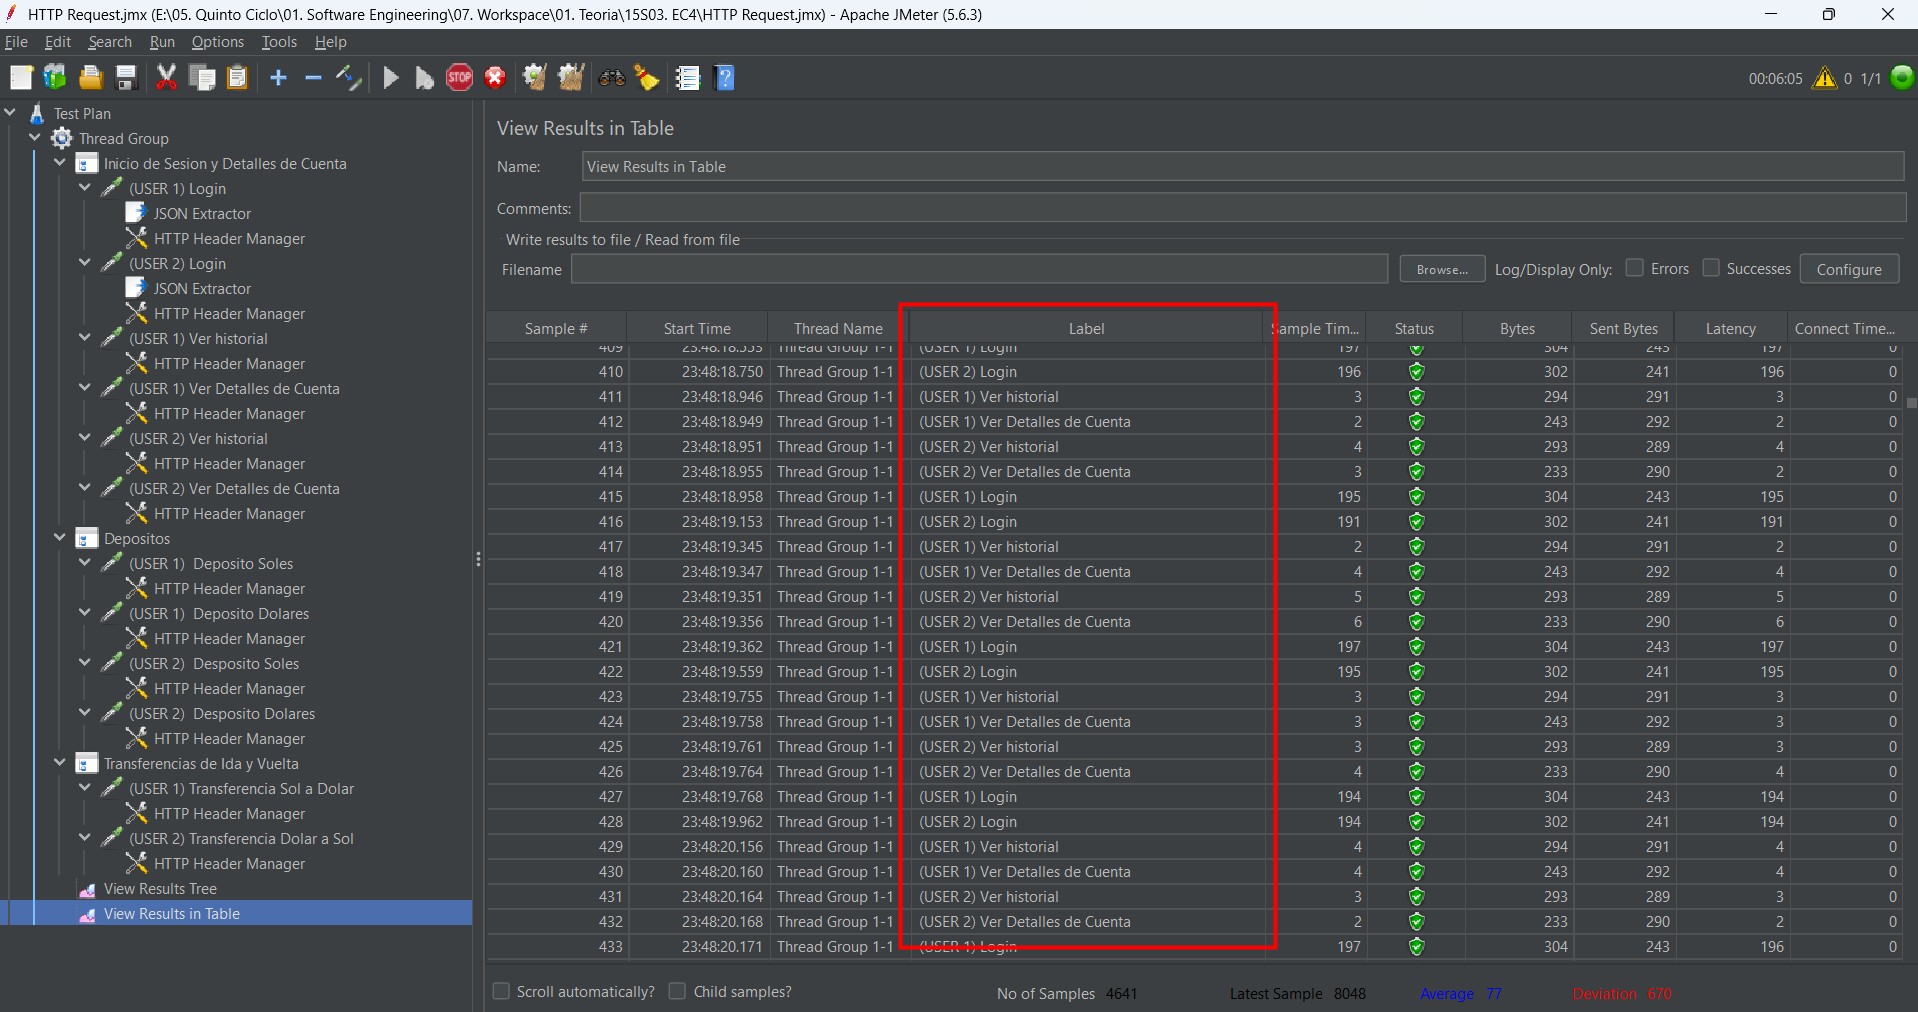 HTTP Request.jmx (E:\05. Quinto Ciclo\01. Software Engineering\07. Workspace\01. Teoria\15S03. EC4\HTTP Request.jmx) - Apache JMeter (5.6.3)
File Edit Search Run Options Tools Help
STOP 00:06:05 0 1/1
Test Plan
Thread Group
Inicio de Sesion y Detalles de Cuenta
(USER 1) Login
JSON Extractor
HTTP Header Manager
(USER 2) Login
JSON Extractor
HTTP Header Manager
(USER 1) Ver historial
HTTP Header Manager
(USER 1) Ver Detalles de Cuenta
HTTP Header Manager
(USER 2) Ver historial
HTTP Header Manager
(USER 2) Ver Detalles de Cuenta
HTTP Header Manager
Depositos
(USER 1) Deposito Soles
HTTP Header Manager
(USER 1) Deposito Dolares
HTTP Header Manager
(USER 2) Desposito Soles
HTTP Header Manager
(USER 2) Desposito Dolares
HTTP Header Manager
Transferencias de Ida y Vuelta
(USER 1) Transferencia Sol a Dolar
HTTP Header Manager
(USER 2) Transferencia Dolar a Sol
HTTP Header Manager
View Results Tree
View Results in Table
View Results in Table
Name: View Results in Table
Comments:
Write results to file / Read from file
Filename Browse... Log/Display Only: Errors Successes Configure
Sample # Start Time Thread Name Label Sample Tim... Status Bytes Sent Bytes Latency Connect Time...
409 23:48:18.553 Thread Group 1-1 (USER 1) Login 197 304 243 197 0
410 23:48:18.750 Thread Group 1-1 (USER 2) Login 196 302 241 196 0
411 23:48:18.946 Thread Group 1-1 (USER 1) Ver historial 3 294 291 3 0
412 23:48:18.949 Thread Group 1-1 (USER 1) Ver Detalles de Cuenta 2 243 292 2 0
413 23:48:18.951 Thread Group 1-1 (USER 2) Ver historial 4 293 289 4 0
414 23:48:18.955 Thread Group 1-1 (USER 2) Ver Detalles de Cuenta 3 233 290 2 0
415 23:48:18.958 Thread Group 1-1 (USER 1) Login 195 304 243 195 0
416 23:48:19.153 Thread Group 1-1 (USER 2) Login 191 302 241 191 0
417 23:48:19.345 Thread Group 1-1 (USER 1) Ver historial 2 294 291 2 0
418 23:48:19.347 Thread Group 1-1 (USER 1) Ver Detalles de Cuenta 4 243 292 4 0
419 23:48:19.351 Thread Group 1-1 (USER 2) Ver historial 5 293 289 5 0
420 23:48:19.356 Thread Group 1-1 (USER 2) Ver Detalles de Cuenta 6 233 290 6 0
421 23:48:19.362 Thread Group 1-1 (USER 1) Login 197 304 243 197 0
422 23:48:19.559 Thread Group 1-1 (USER 2) Login 195 302 241 195 0
423 23:48:19.755 Thread Group 1-1 (USER 1) Ver historial 3 294 291 3 0
424 23:48:19.758 Thread Group 1-1 (USER 1) Ver Detalles de Cuenta 3 243 292 3 0
425 23:48:19.761 Thread Group 1-1 (USER 2) Ver historial 3 293 289 3 0
426 23:48:19.764 Thread Group 1-1 (USER 2) Ver Detalles de Cuenta 4 233 290 4 0
427 23:48:19.768 Thread Group 1-1 (USER 1) Login 194 304 243 194 0
428 23:48:19.962 Thread Group 1-1 (USER 2) Login 194 302 241 194 0
429 23:48:20.156 Thread Group 1-1 (USER 1) Ver historial 4 294 291 4 0
430 23:48:20.160 Thread Group 1-1 (USER 1) Ver Detalles de Cuenta 4 243 292 4 0
431 23:48:20.164 Thread Group 1-1 (USER 2) Ver historial 3 293 289 3 0
432 23:48:20.168 Thread Group 1-1 (USER 2) Ver Detalles de Cuenta 2 233 290 2 0
433 23:48:20.171 Thread Group 1-1 (USER 1) Login 197 304 243 196 0
Scroll automatically? Child samples? No of Samples 4641 Latest Sample 8048 Average 77 Deviation 670